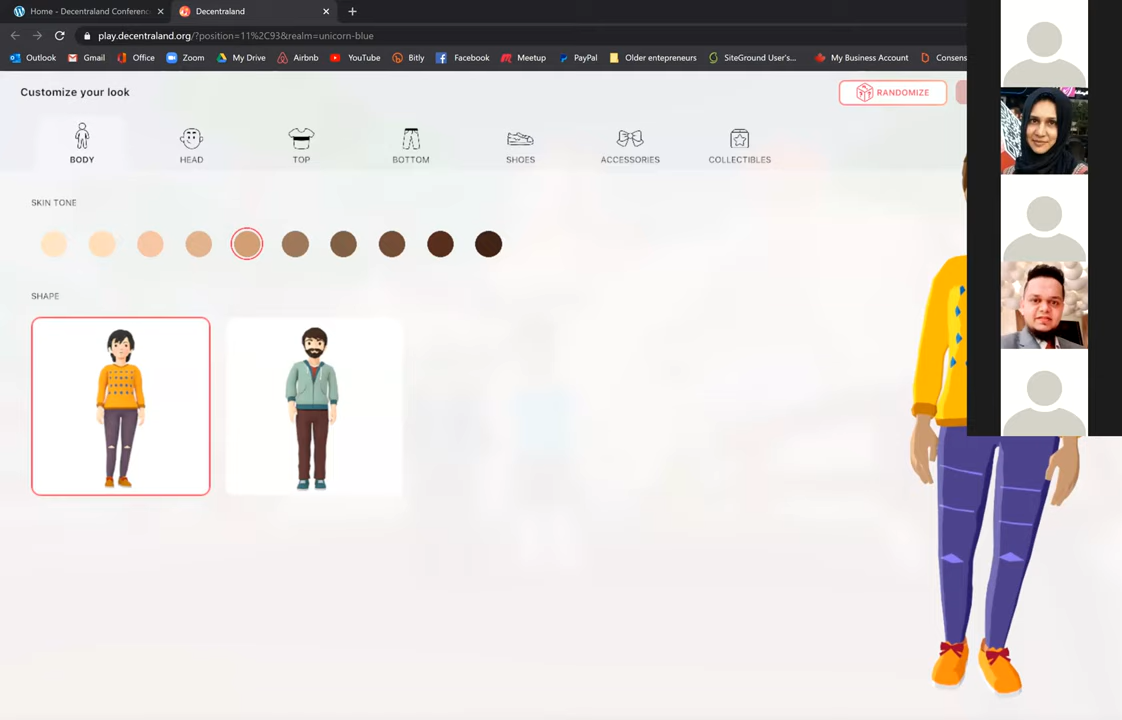 Home - Decentraland Conferenc
Decentraland
play.decentraland.org/?position=11%2C93&realm=unicorn-blue
Outlook
Gmail
Office
Zoom
My Drive
Airbnb
YouTube
Bitly
Facebook
Meetup
PayPal
Older entepreneurs
SiteGround User's...
My Business Account
Consens
Customize your look
RANDOMIZE
BODY
HEAD
TOP
BOTTOM
SHOES
ACCESSORIES
COLLECTIBLES
SKIN TONE
SHAPE